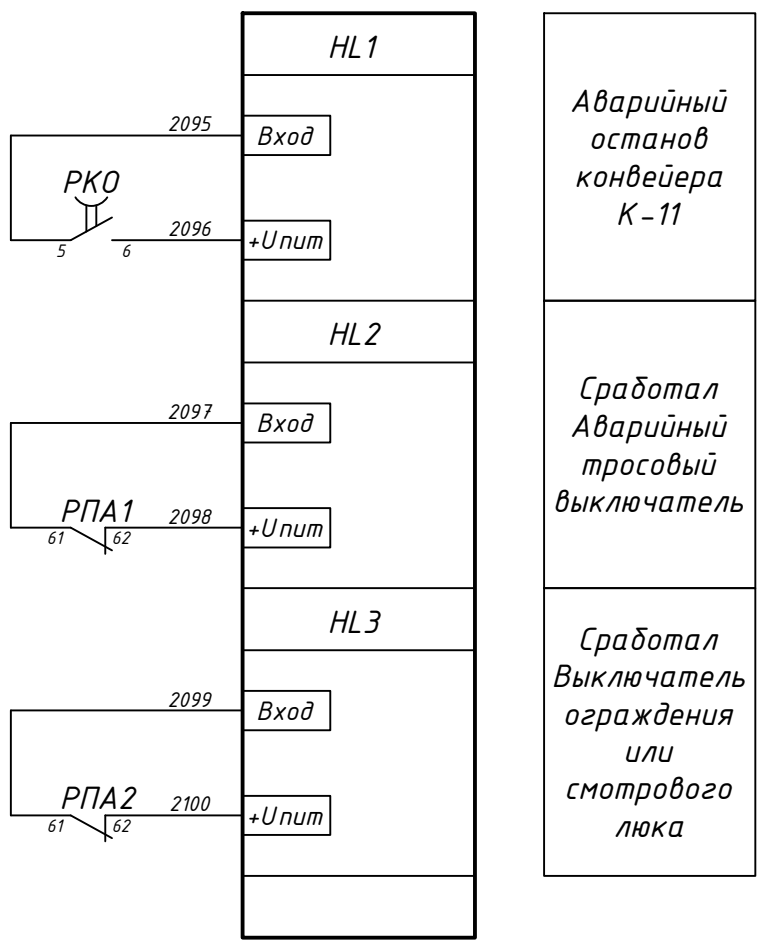 HL1
2095
Вход
РКО
2096
+Uпит
5
6
Аварийный
останов
конвейера
К-11
HL2
2097
Вход
РПА1
2098
+Uпит
61
62
Сработал
Аварийный
тросовый
выключатель
HL3
2099
Вход
РПА2
2100
+Uпит
61
62
Сработал
Выключатель
ограждения
или
смотрового
люка